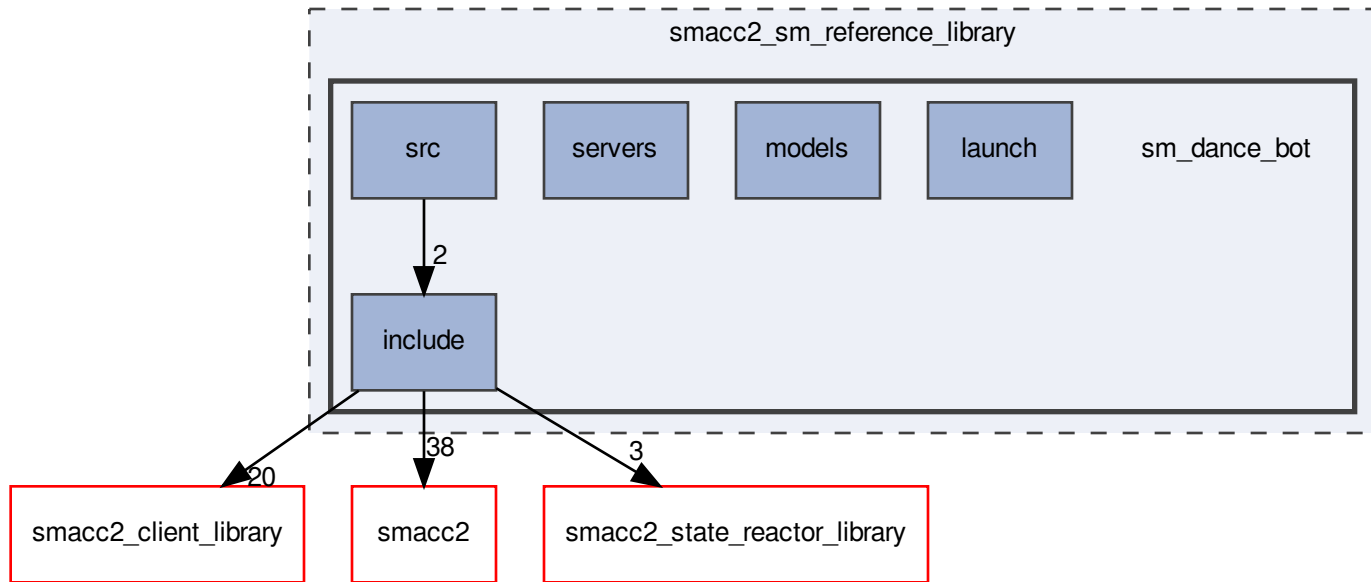 smacc2_sm_reference_library
src
servers
models
launch
sm_dance_bot
2
include
20
38
3
smacc2_client_library
smacc2
smacc2_state_reactor_library